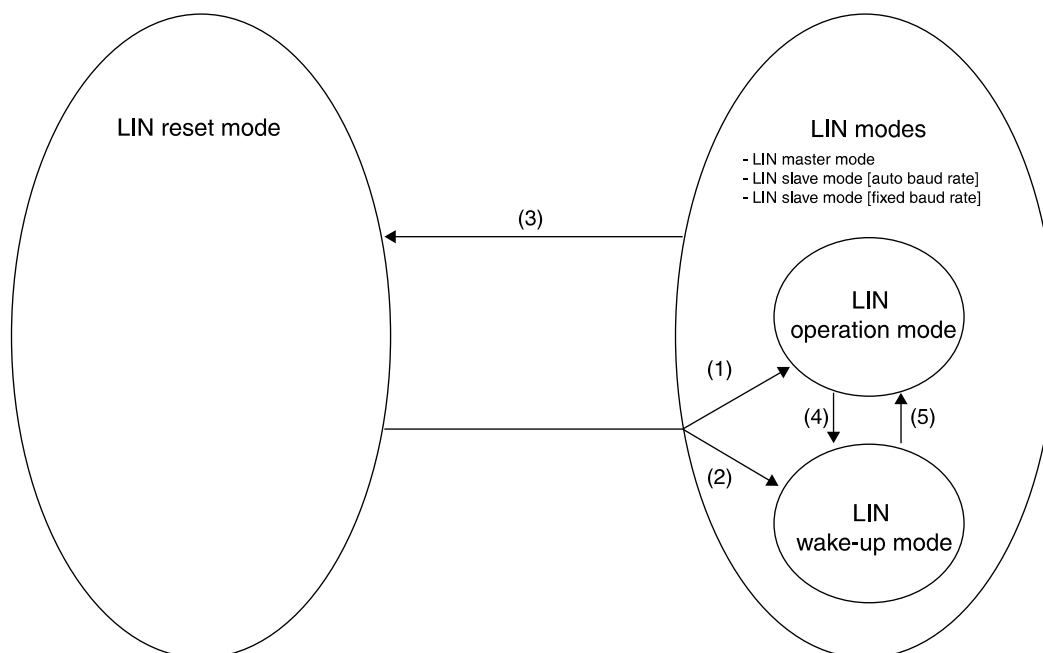 LIN reset mode
LIN modes
- LIN master mode
- LIN slave mode [auto baud rate]
- LIN slave mode [fixed baud rate]
(3)
LIN
operation mode
(1)
(4)
(5)
(2)
LIN
wake-up mode